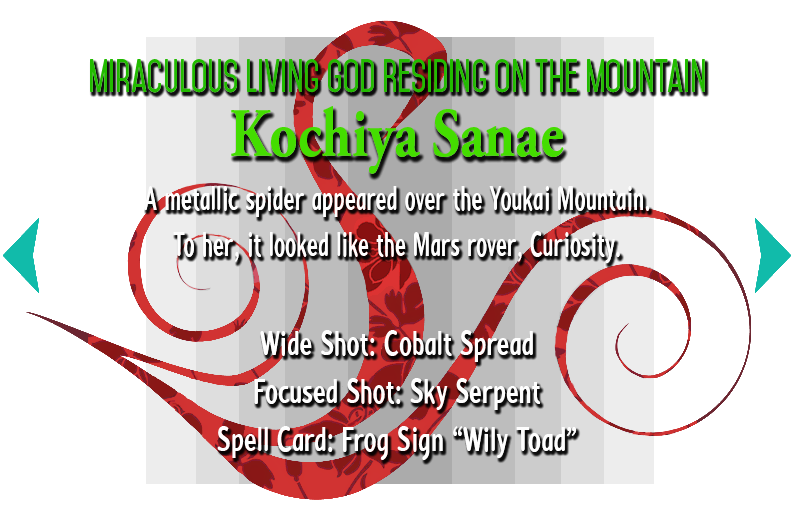 MIRACULOUS LIVING GOD RESIDING ON THE MOUNTAIN
Kochiya Sanae
A metallic spider appeared over the Youkai Mountain.
To her, it looked like the Mars rover, Curiosity.
Wide Shot: Cobalt Spread
Focused Shot: Sky Serpent
Spell Card: Frog Sign “Wily Toad”